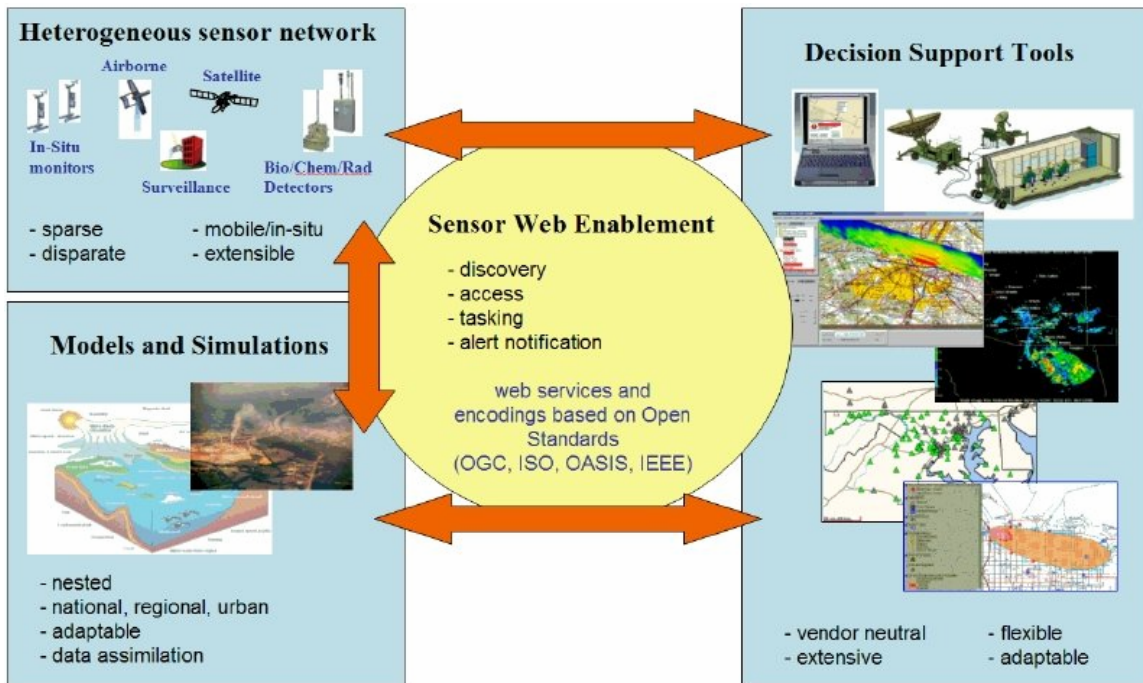 Heterogeneous sensor network
Airborne
Satellite
In-Situ
monitors
Surveillance
Bio/Chem/Rad
Detectors
- sparse
- disparate
- mobile/in-situ
- extensible
Models and Simulations
- nested
- national, regional, urban
- adaptable
- data assimilation
Sensor Web Enablement
- discovery
- access
- tasking
- alert notification
web services and
encodings based on Open
Standards
(OGC, ISO, OASIS, IEEE)
Decision Support Tools
- vendor neutral
- extensive
- flexible
- adaptable